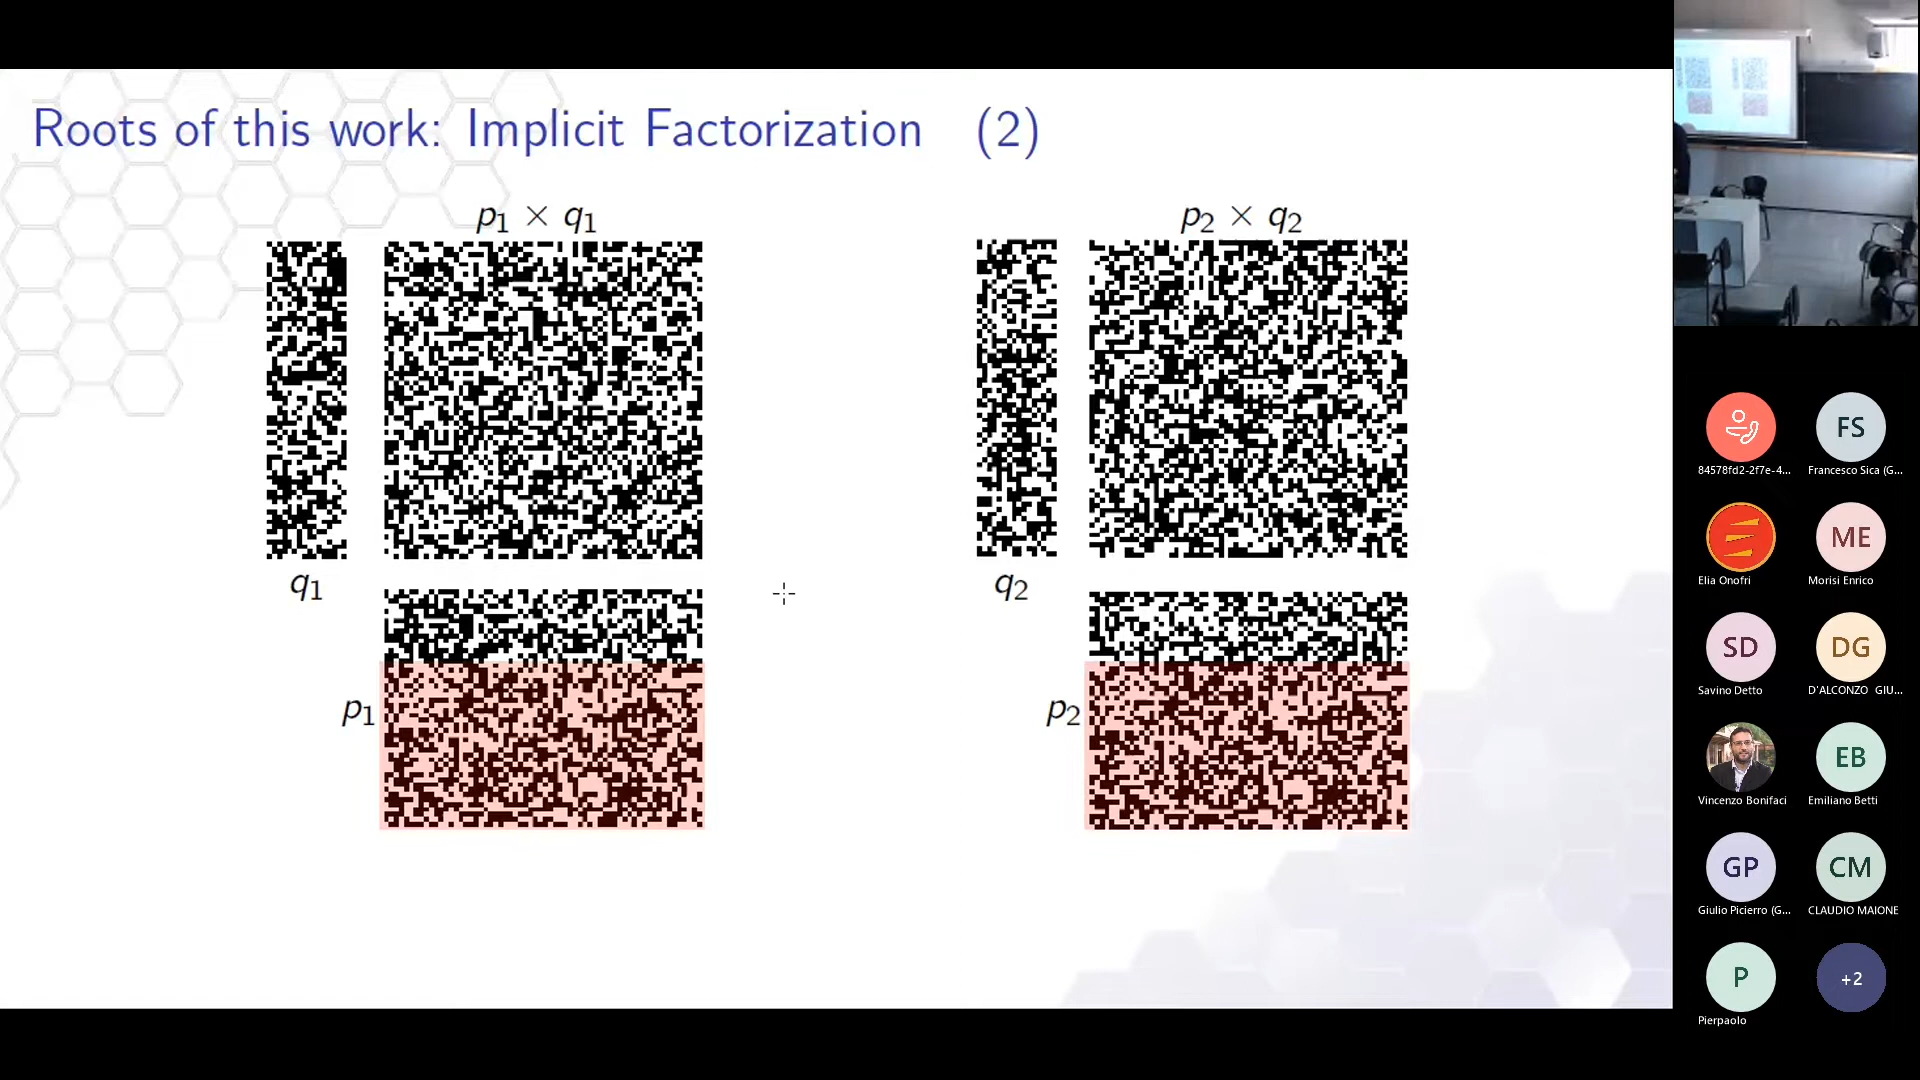 Roots of this work: Implicit Factorization (2)
p1 × q1
p2 × q2
q1
q2
p1
p2
FS
84578fd2-2f7e-4...
Francesco Sica (G...
ME
Elia Onofri
Morisi Enrico
SD
DG
Savino Detto
D'ALCONZO GIU...
EB
Vincenzo Bonifaci
Emiliano Betti
GP
CM
Giulio Picierro (G...
CLAUDIO MAIONE
P
+2
Pierpaolo